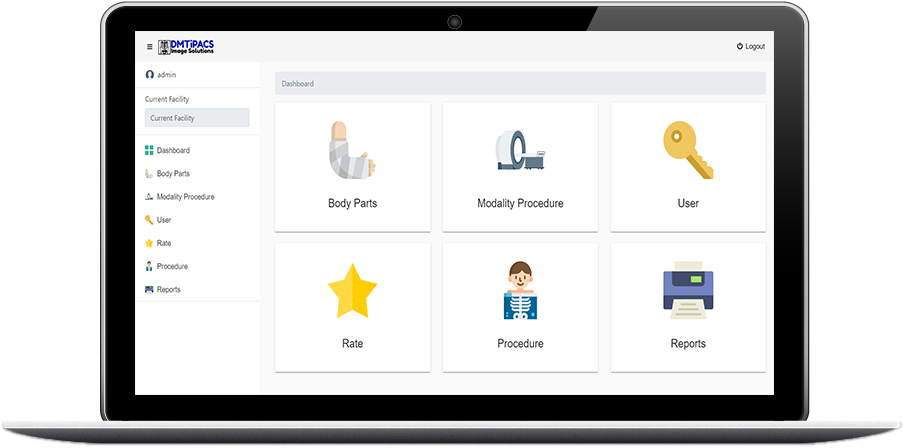 DMTiPACS
Image Solutions
Logout
admin
Current Facility
Current Facility
Dashboard
Body Parts
Modality Procedure
User
Rate
Procedure
Reports
Dashboard
Body Parts
Modality Procedure
User
Rate
Procedure
Reports